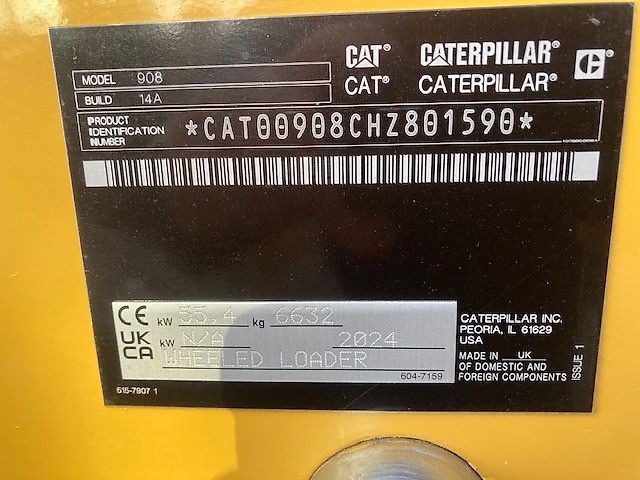 CAT® CATERPILLAR®
CAT® CATERPILLAR®
MODEL 908
BUILD 14A
PRODUCT IDENTIFICATION NUMBER *CAT00908CHZ801590*
CE kW 55.4 kg 6632
UKCA kW N/A 2024
WHEELED LOADER
604-7159
CATERPILLAR INC.
PEORIA, IL 61629
USA
MADE IN UK
OF DOMESTIC AND
FOREIGN COMPONENTS
ISSUE 1
515-7907 1